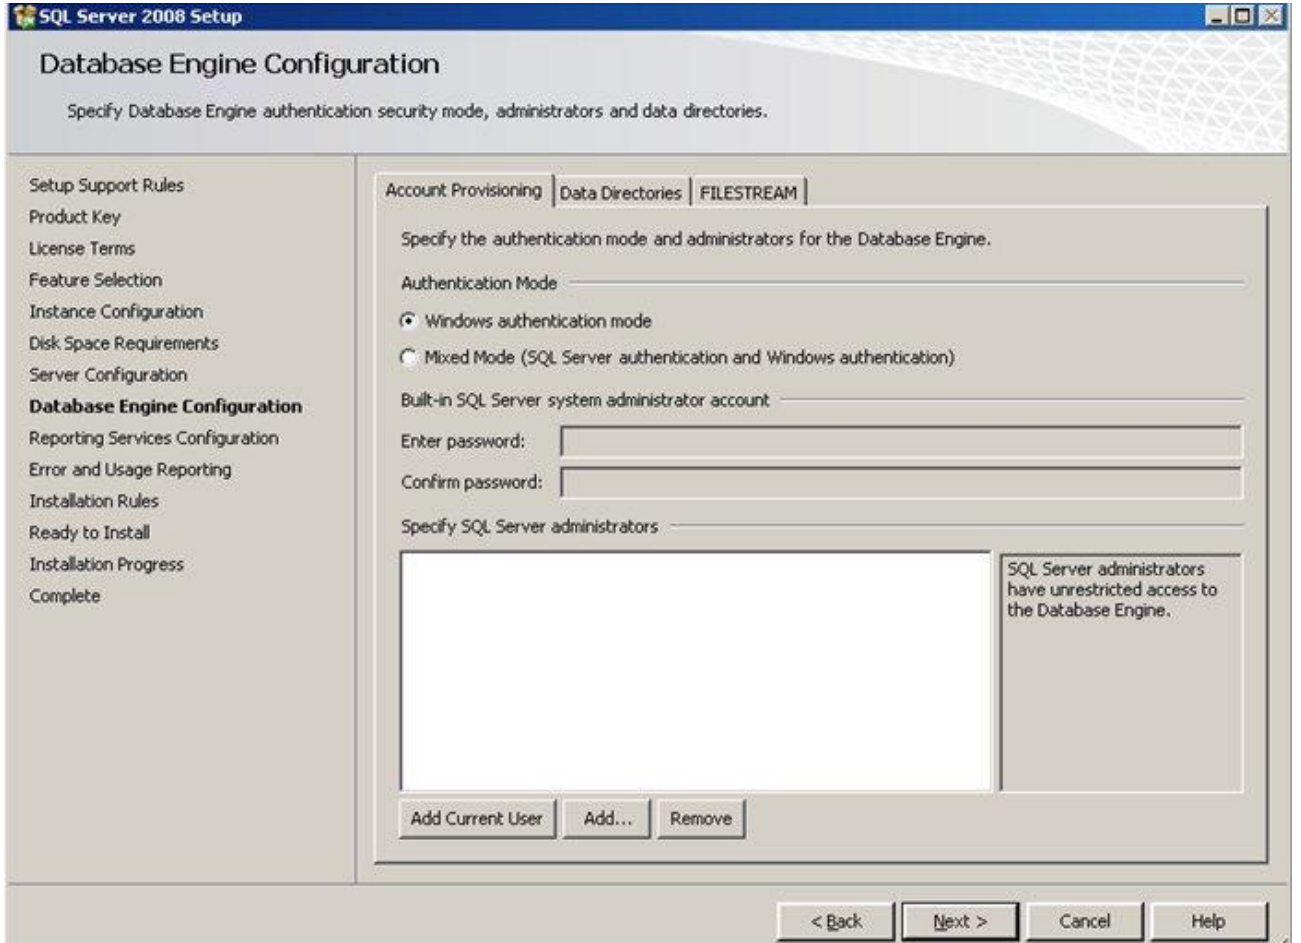 SQL Server 2008 Setup
Database Engine Configuration
Specify Database Engine authentication security mode, administrators and data directories.
Setup Support Rules
Product Key
License Terms
Feature Selection
Instance Configuration
Disk Space Requirements
Server Configuration
Database Engine Configuration
Reporting Services Configuration
Error and Usage Reporting
Installation Rules
Ready to Install
Installation Progress
Complete
Account Provisioning Data Directories FILESTREAM
Specify the authentication mode and administrators for the Database Engine.
Authentication Mode
Windows authentication mode
Mixed Mode (SQL Server authentication and Windows authentication)
Built-in SQL Server system administrator account
Enter password:
Confirm password:
Specify SQL Server administrators
SQL Server administrators
have unrestricted access to
the Database Engine.
Add Current User Add... Remove
< Back Next > Cancel Help